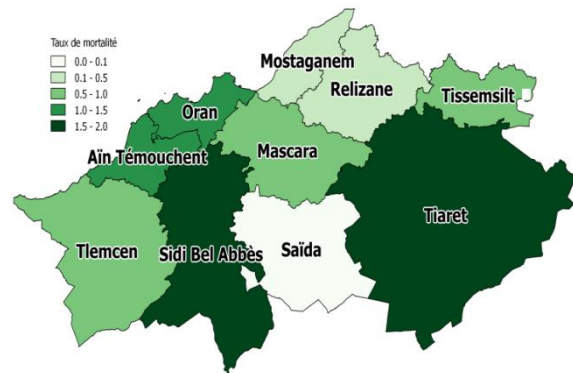 Taux de mortalité
0.0 - 0.1
0.1 - 0.5
0.5 - 1.0
1.0 - 1.5
1.5 - 2.0
Mostaganem
Relizane
Tissemsilt
Oran
Aïn Témouchent
Mascara
Tiaret
Tlemcen
Sidi Bel Abbès
Saïda